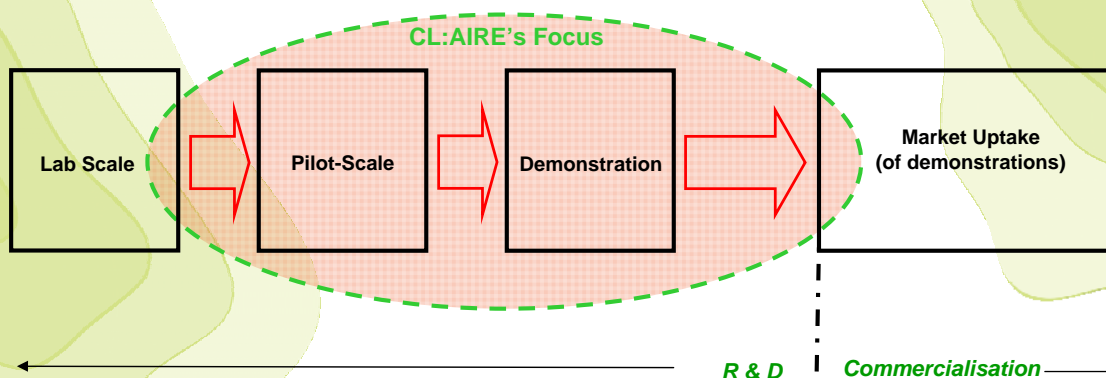 CL:AIRE's Focus
Lab Scale
Pilot-Scale
Demonstration
Market Uptake
(of demonstrations)
R & D
Commercialisation